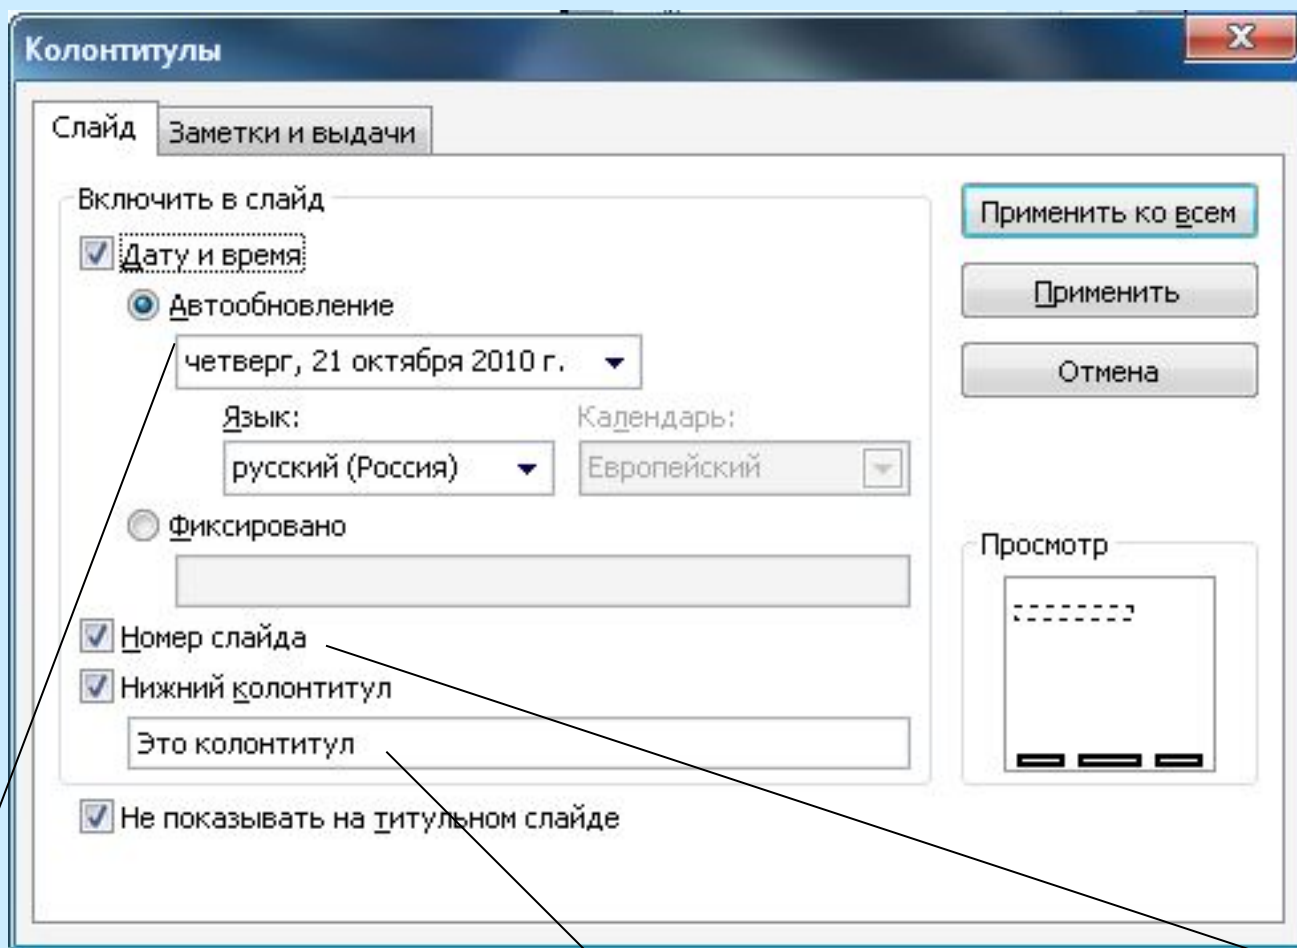 Колонтитулы
Слайд
Заметки и выдачи
Включить в слайд
Дату и время
Автообновление
четверг, 21 октября 2010 г.
Язык:
Календарь:
русский (Россия)
Европейский
Фиксировано
Номер слайда
Нижний колонтитул
Это колонтитул
Не показывать на титульном слайде
Применить ко всем
Применить
Отмена
Просмотр